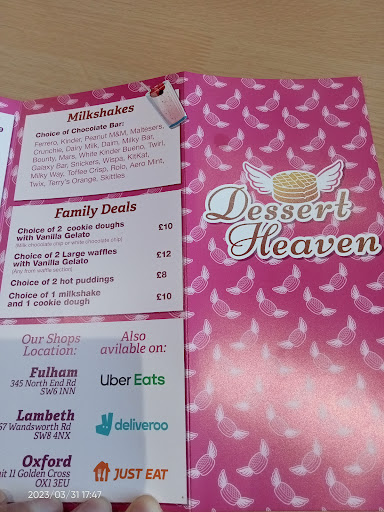 Milkshakes
Choice of Chocolate Bar:
Ferrero, Kinder, Peanut M&M, Maltesers,
Crunchie, Dairy Milk, Daim, Milky Bar,
Bounty, Mars, White Kinder Bueno, Twirl,
Galaxy Bar, Snickers, Wispa, KitKat,
Milky Way, Toffee Crisp, Rolo, Aero Mint,
Twix, Terry's Orange, Skittles
Family Deals
Choice of 2 cookie doughs £10
with Vanilla Gelato
(Milk chocolate chip or white chocolate chip)
Choice of 2 Large waffles £12
with Vanilla Gelato
(Any from waffle section)
Choice of 2 hot puddings £8
Choice of 1 milkshake £10
and 1 cookie dough
Our Shops
Location:
Fulham
345 North End Rd
SW6 1NN
Lambeth
67 Wandsworth Rd
SW8 4NX
Oxford
it 11 Golden Cross
OX1 3EU
Also
avilable on:
Uber Eats
deliveroo
JUST EAT
Dessert
Heaven
2023/03/31 17:47